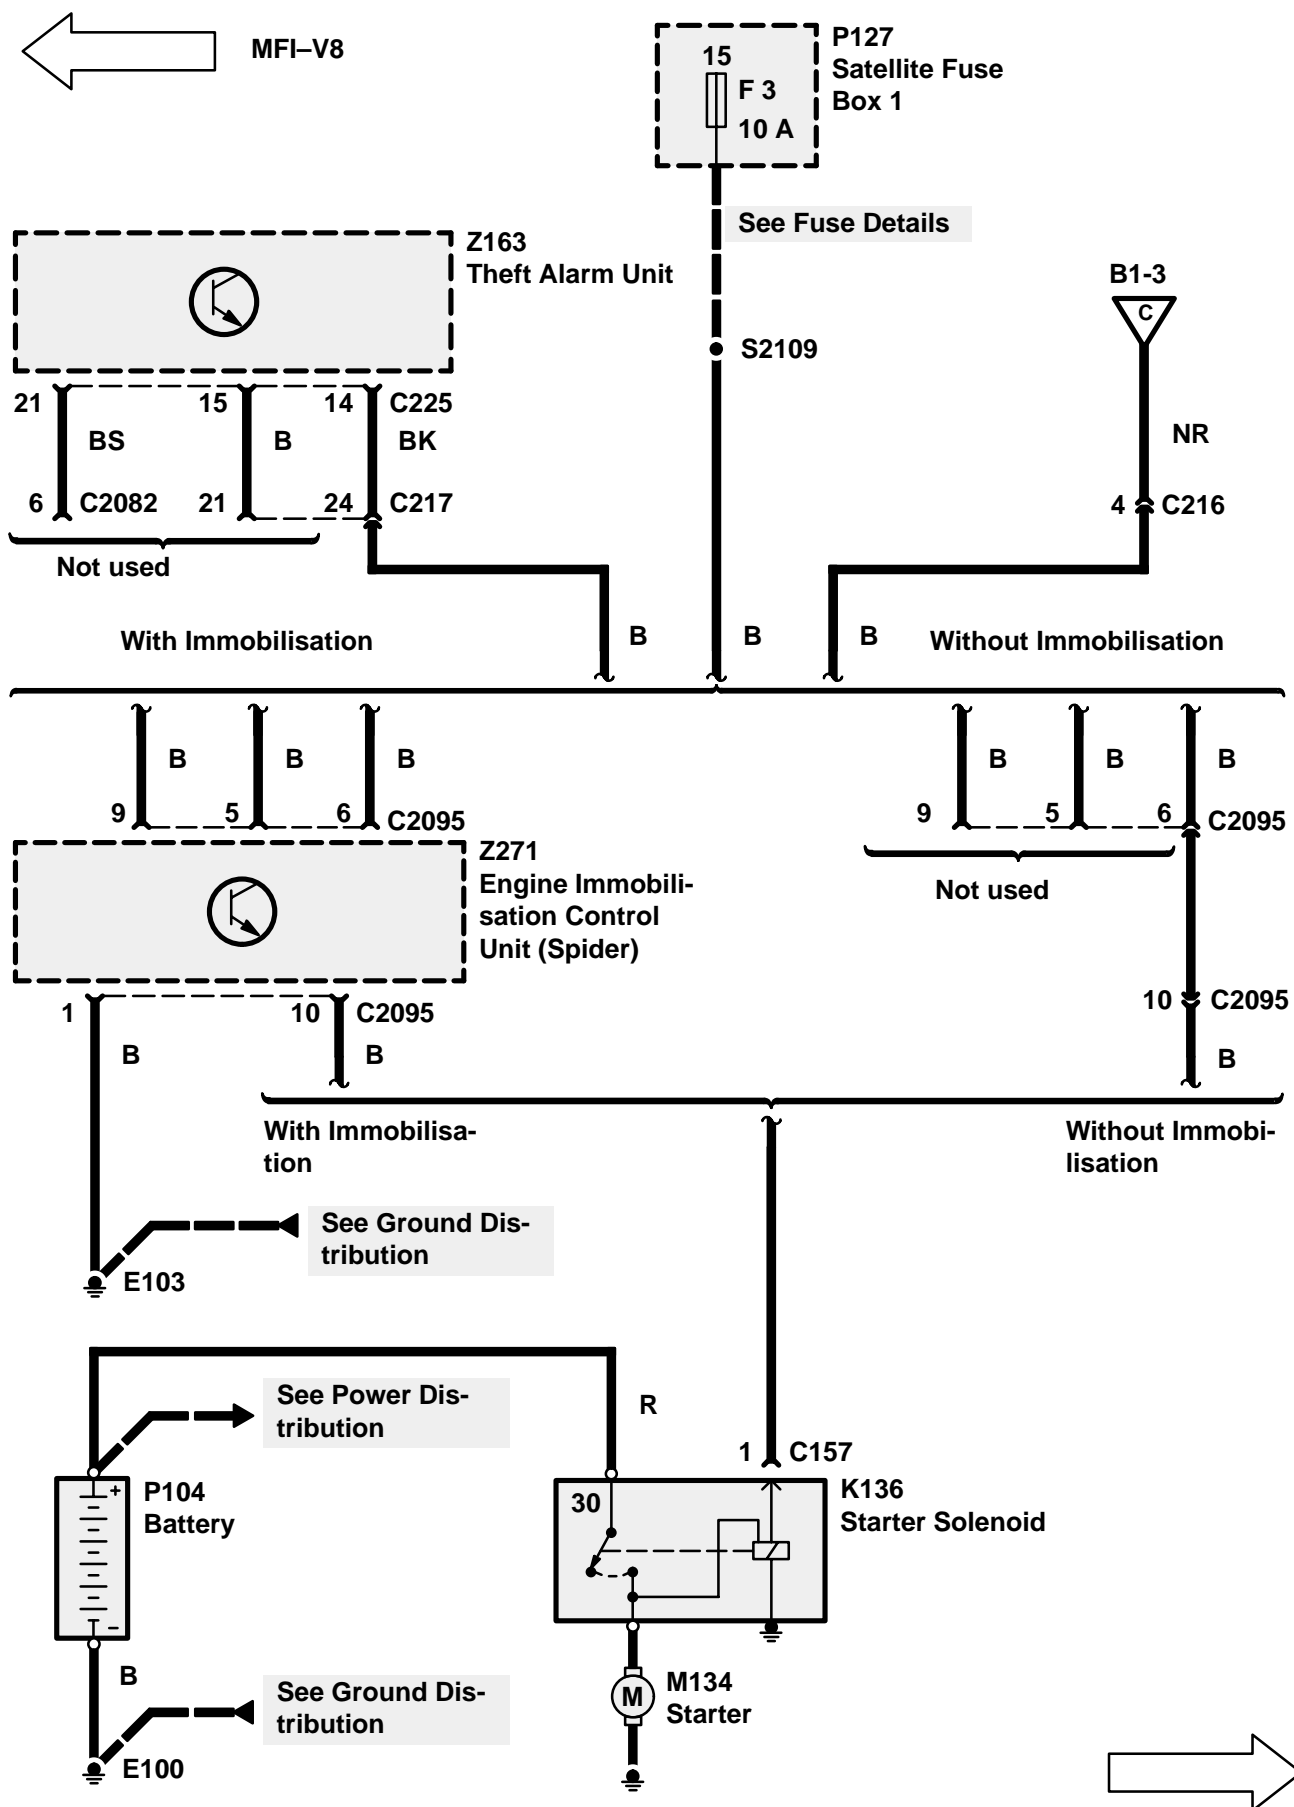 MFI–V8
P127
Satellite Fuse
Box 1
15
F 3
10 A
See Fuse Details
Z163
Theft Alarm Unit
B1-3
C
S2109
21
15
14
C225
BS
B
BK
NR
6
C2082
21
24
C217
4
C216
Not used
With Immobilisation
B
B
B
Without Immobilisation
B
B
B
B
B
B
9
5
6
C2095
9
5
6
C2095
Z271
Engine Immobili-
sation Control
Unit (Spider)
Not used
1
10
C2095
10
C2095
B
B
B
With Immobilisa-
tion
Without Immobi-
lisation
See Ground Dis-
tribution
E103
See Power Dis-
tribution
R
1
C157
P104
Battery
+
–
30
K136
Starter Solenoid
B
See Ground Dis-
tribution
M
M134
Starter
E100